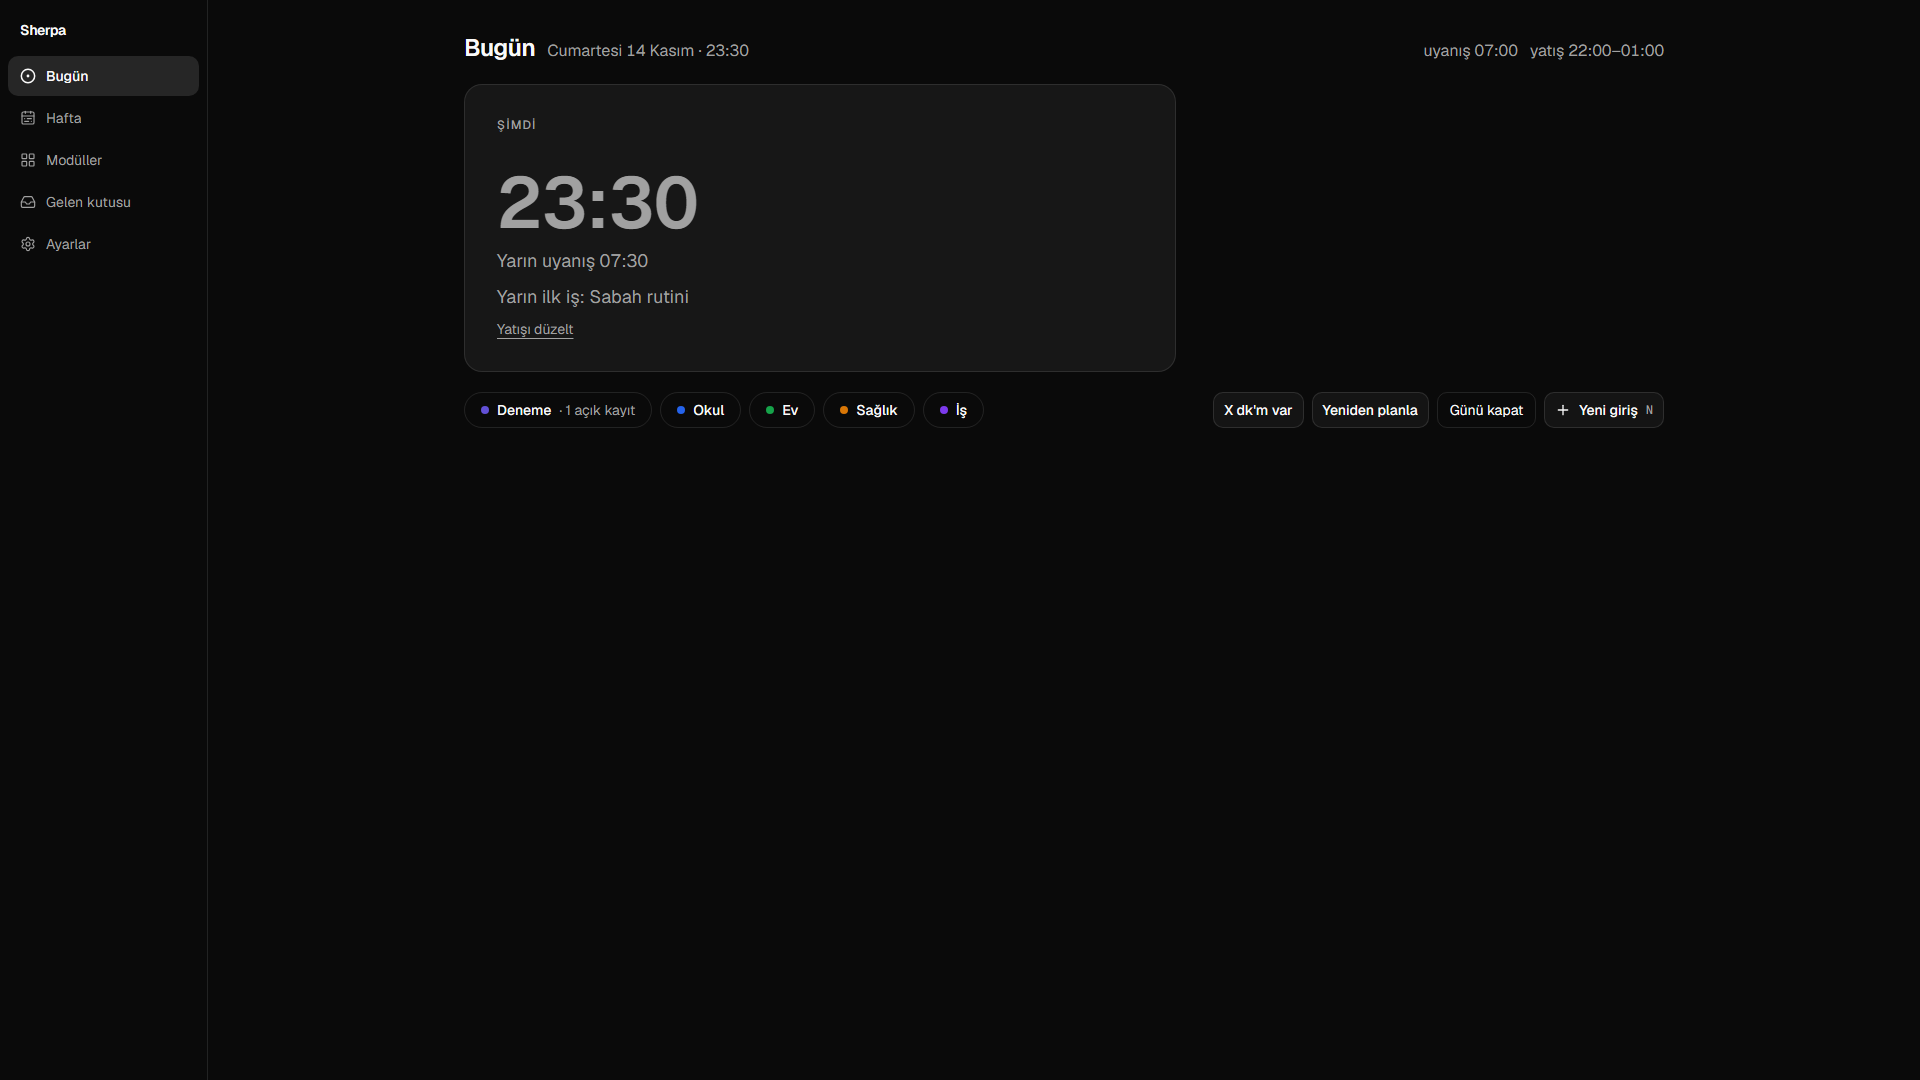 Sherpa
Bugün
Hafta
Modüller
Gelen kutusu
Ayarlar
Bugün Cumartesi 14 Kasım · 23:30
uyanış 07:00 yatış 22:00–01:00
ŞİMDİ
23:30
Yarın uyanış 07:30
Yarın ilk iş: Sabah rutini
Yatışı düzelt
Deneme · 1 açık kayıt
Okul
Ev
Sağlık
İş
X dk'm var
Yeniden planla
Günü kapat
Yeni giriş N